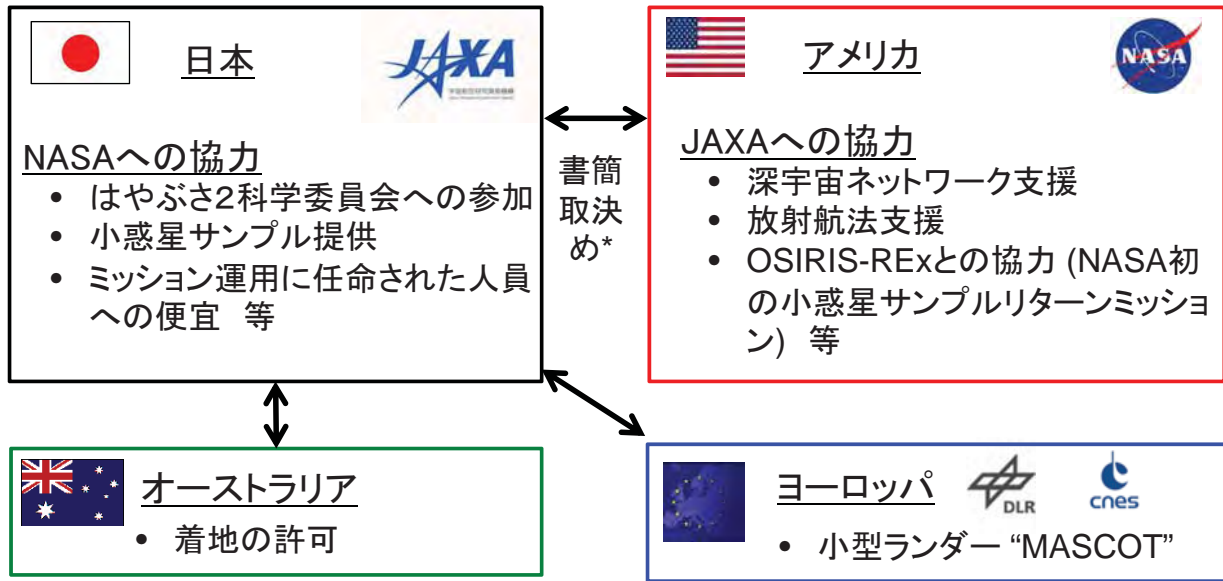 日本
JAXA
NASAへの協力
• はやぶさ2科学委員会への参加
• 小惑星サンプル提供
• ミッション運用に任命された人員
への便宜 等
書簡
取決
め*
アメリカ
NASA
JAXAへの協力
• 深宇宙ネットワーク支援
• 放射航法支援
• OSIRIS-RExとの協力 (NASA初
の小惑星サンプルリターンミッショ
ン) 等
オーストラリア
• 着地の許可
ヨーロッパ
DLR
cnes
• 小型ランダー “MASCOT”